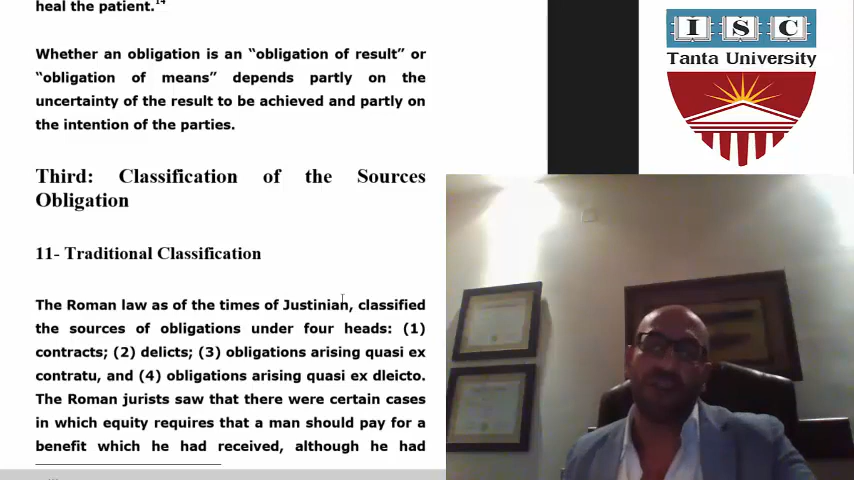 heal the patient.14
Whether an obligation is an “obligation of result” or
“obligation of means” depends partly on the
uncertainty of the result to be achieved and partly on
the intention of the parties.
Third: Classification of the Sources
Obligation
11- Traditional Classification
The Roman law as of the times of Justinian, classified
the sources of obligations under four heads: (1)
contracts; (2) delicts; (3) obligations arising quasi ex
contratu, and (4) obligations arising quasi ex dleicto.
The Roman jurists saw that there were certain cases
in which equity requires that a man should pay for a
benefit which he had received, although he had
I S C
Tanta University